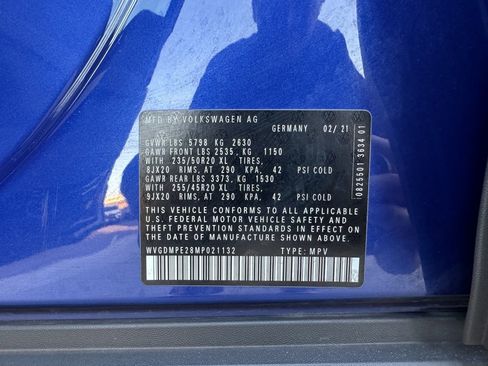 MFD BY VOLKSWAGEN AG
GERMANY 02/21
GVWR LBS 5798 KG 2630
GAWR FRONT LBS 2535, KG 1150
WITH 235/50R20 XL TIRES,
8JX20 RIMS, AT 290 KPA, 42 PSI COLD
GAWR REAR LBS 3373, KG 1530
WITH 255/45R20 XL TIRES,
9JX20 RIMS, AT 290 KPA, 42 PSI COLD
THIS VEHICLE CONFORMS TO ALL APPLICABLE
U.S. FEDERAL MOTOR VEHICLE SAFETY
AND THEFT PREVENTION STANDARDS IN EFFECT
ON THE DATE OF MANUFACTURE SHOWN ABOVE.
WVGDMPE28MP021132 TYPE: MPV
0825501 3634 01